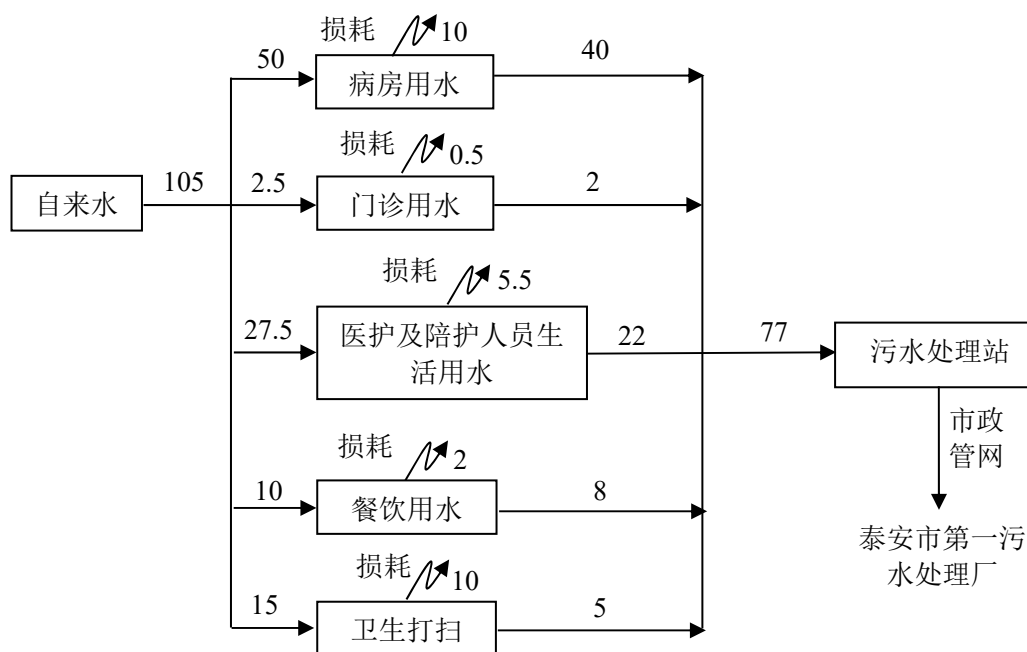 损耗 10
50
病房用水
40
损耗 0.5
自来水
105
2.5
门诊用水
2
损耗 5.5
27.5
医护及陪护人员生
活用水
22
77
污水处理站
市政
管网
损耗 2
10
餐饮用水
8
泰安市第一污
水处理厂
损耗 10
15
卫生打扫
5